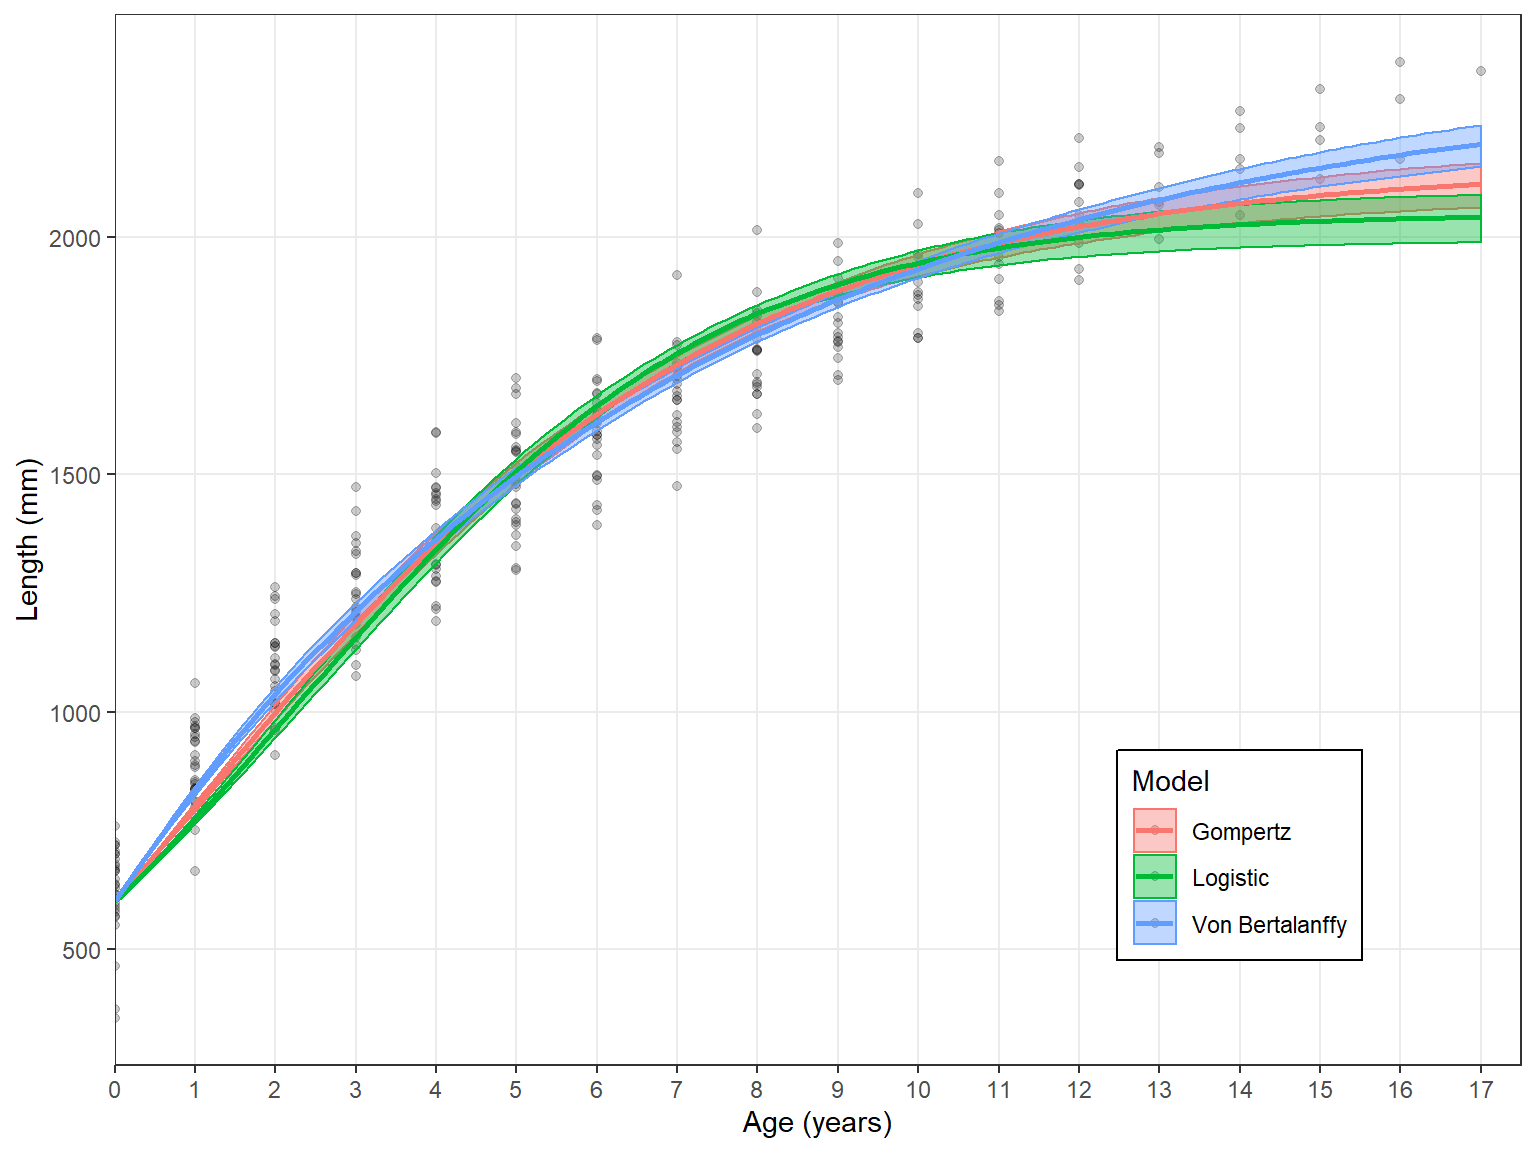 2000
1500
1000
500
Length (mm)
0 1 2 3 4 5 6 7 8 9 10 11 12 13 14 15 16 17
Age (years)
Model
Gompertz
Logistic
Von Bertalanffy